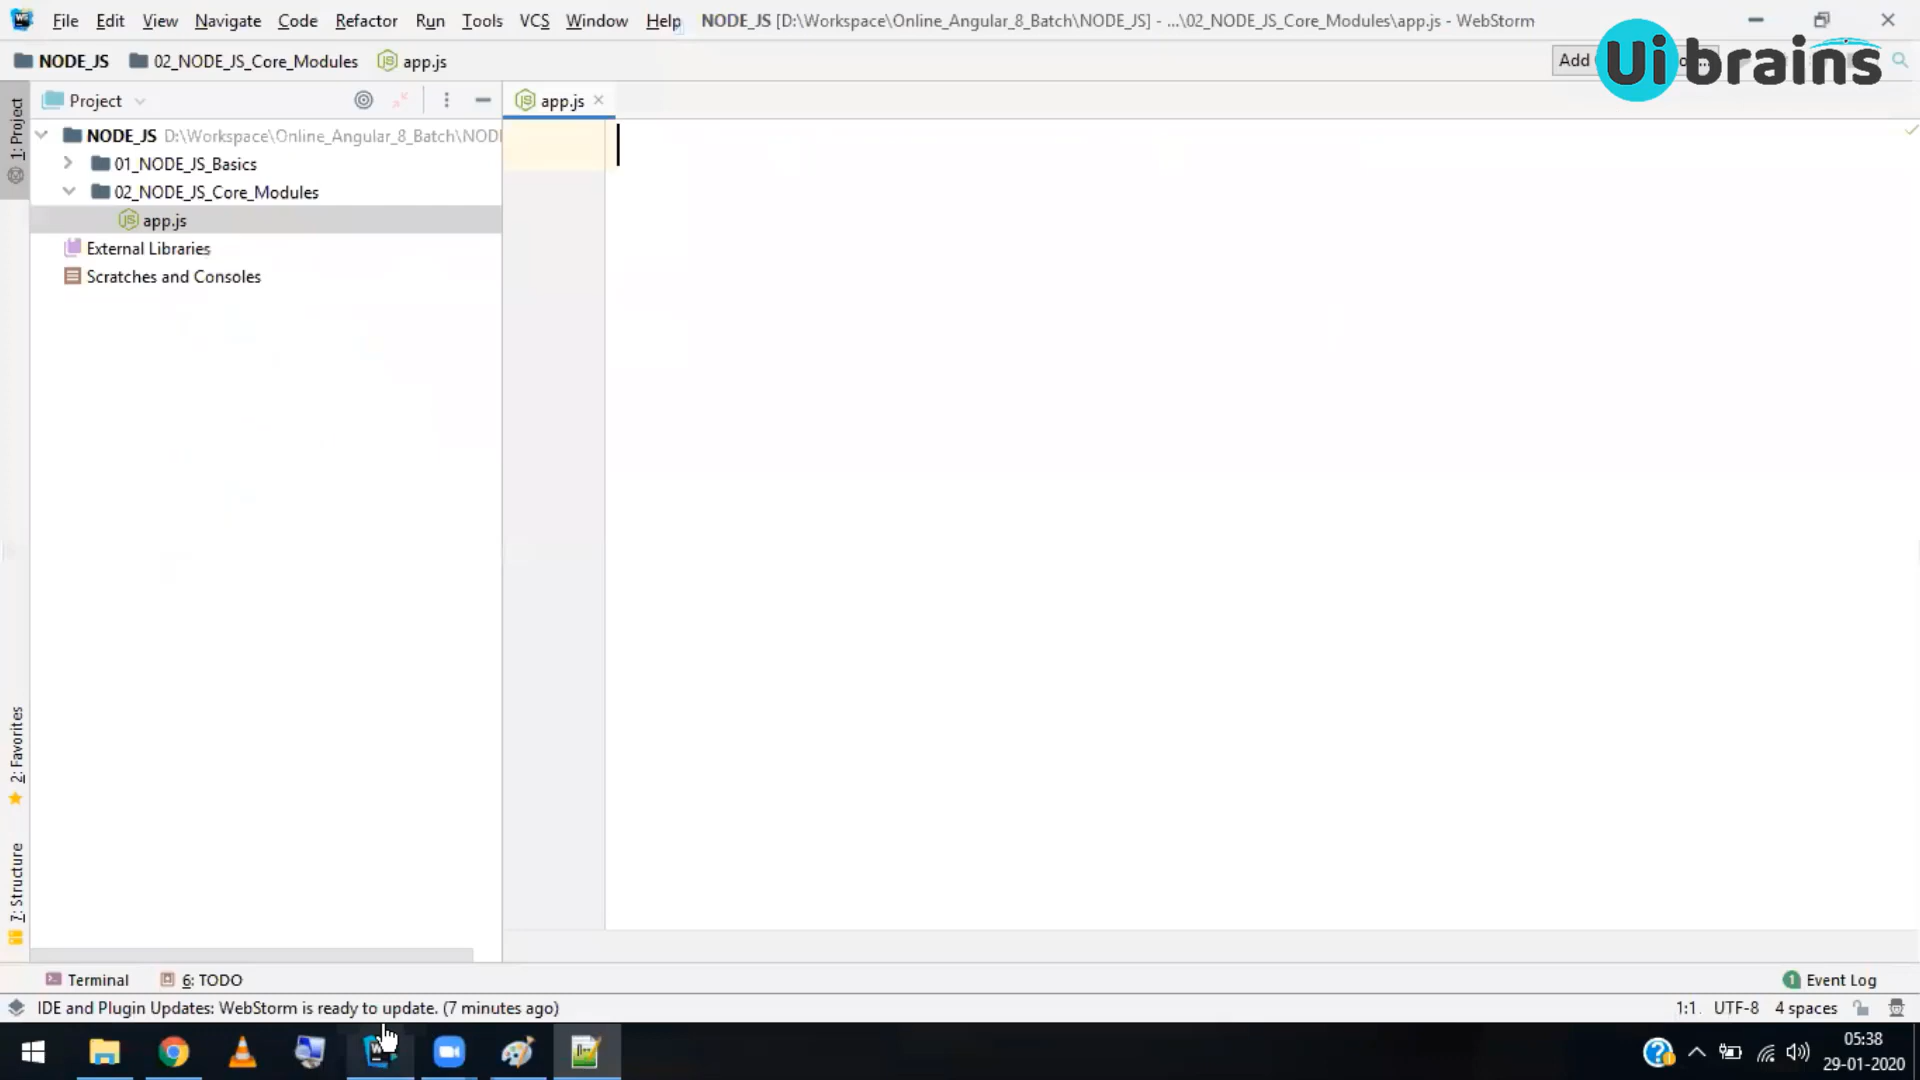 File Edit View Navigate Code Refactor Run Tools VCS Window Help NODE_JS [D:\Workspace\Online_Angular_8_Batch\NODE_JS] - ...\02_NODE_JS_Core_Modules\app.js - WebStorm
NODE_JS 02_NODE_JS_Core_Modules app.js Add
Uibrains
1: Project
Project
app.js
NODE_JS D:\Workspace\Online_Angular_8_Batch\NODE
01_NODE_JS_Basics
02_NODE_JS_Core_Modules
app.js
External Libraries
Scratches and Consoles
2: Favorites
7: Structure
Terminal 6: TODO 1 Event Log
IDE and Plugin Updates: WebStorm is ready to update. (7 minutes ago) 1:1 UTF-8 4 spaces
05:38
29-01-2020